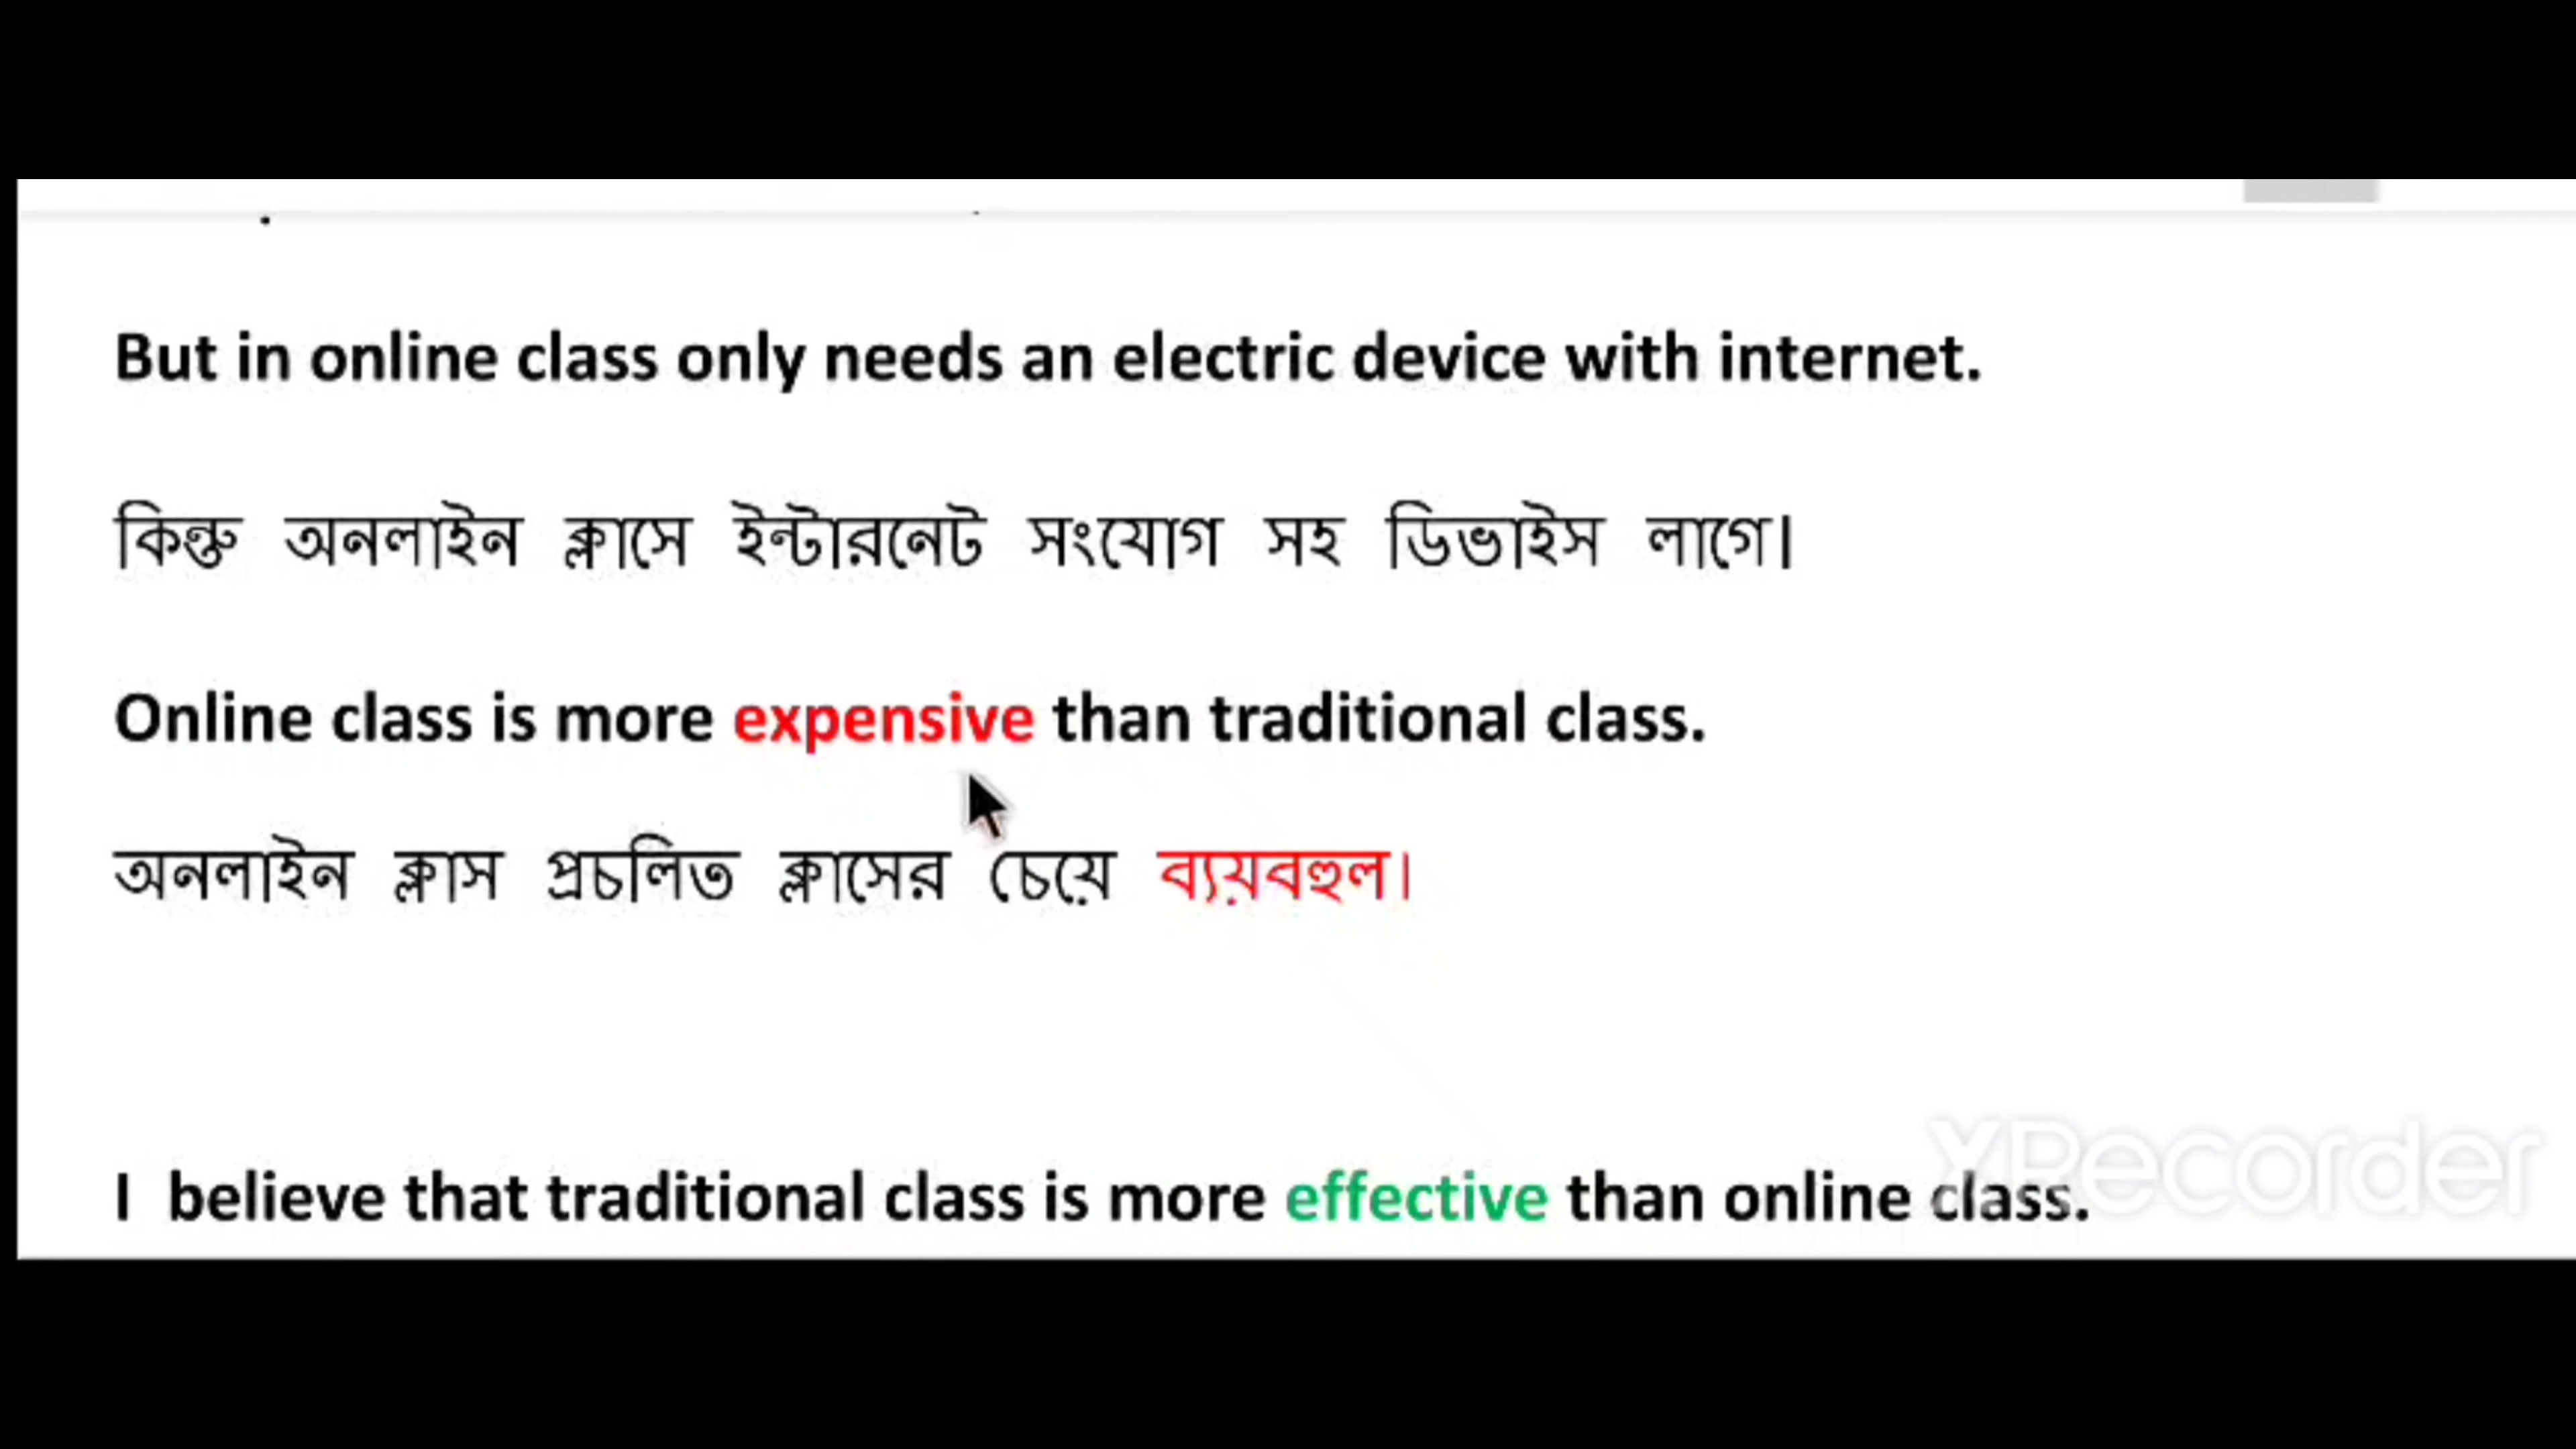 But in online class only needs an electric device with internet.
কিন্তু অনলাইন ক্লাসে ইন্টারনেট সংযোগ সহ ডিভাইস লাগে।
Online class is more expensive than traditional class.
অনলাইন ক্লাস প্রচলিত ক্লাসের চেয়ে ব্যয়বহুল।
I believe that traditional class is more effective than online class.
XRecorder